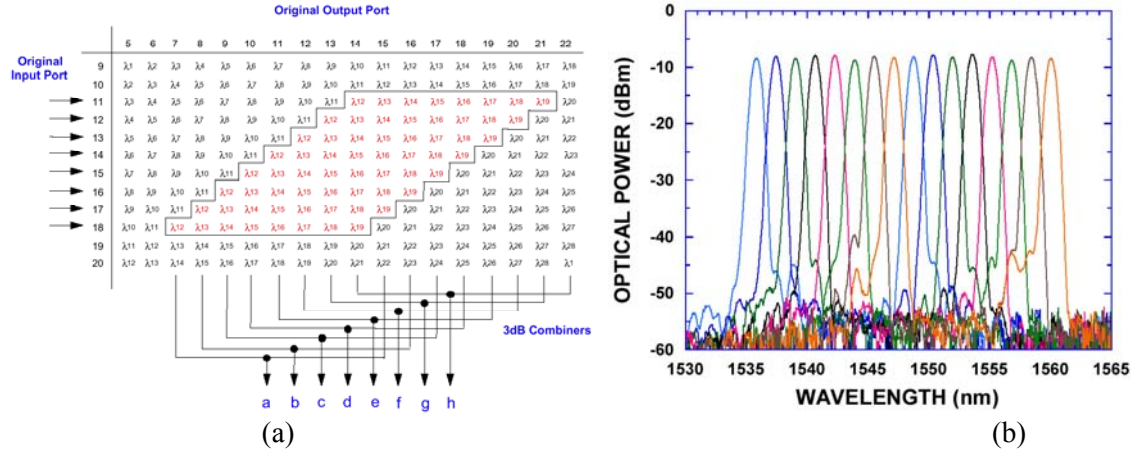 Original Output Port
Original Input Port
5 6 7 8 9 10 11 12 13 14 15 16 17 18 19 20 21 22
9 λ1 λ2 λ3 λ4 λ5 λ6 λ7 λ8 λ9 λ10 λ11 λ12 λ13 λ14 λ15 λ16 λ17 λ18
10 λ2 λ3 λ4 λ5 λ6 λ7 λ8 λ9 λ10 λ11 λ12 λ13 λ14 λ15 λ16 λ17 λ18 λ19
11 λ3 λ4 λ5 λ6 λ7 λ8 λ9 λ10 λ11 λ12 λ13 λ14 λ15 λ16 λ17 λ18 λ19 λ20
12 λ4 λ5 λ6 λ7 λ8 λ9 λ10 λ11 λ12 λ13 λ14 λ15 λ16 λ17 λ18 λ19 λ20 λ21
13 λ5 λ6 λ7 λ8 λ9 λ10 λ11 λ12 λ13 λ14 λ15 λ16 λ17 λ18 λ19 λ20 λ21 λ22
14 λ6 λ7 λ8 λ9 λ10 λ11 λ12 λ13 λ14 λ15 λ16 λ17 λ18 λ19 λ20 λ21 λ22 λ23
15 λ7 λ8 λ9 λ10 λ11 λ12 λ13 λ14 λ15 λ16 λ17 λ18 λ19 λ20 λ21 λ22 λ23 λ24
16 λ8 λ9 λ10 λ11 λ12 λ13 λ14 λ15 λ16 λ17 λ18 λ19 λ20 λ21 λ22 λ23 λ24 λ25
17 λ9 λ10 λ11 λ12 λ13 λ14 λ15 λ16 λ17 λ18 λ19 λ20 λ21 λ22 λ23 λ24 λ25 λ26
18 λ10 λ11 λ12 λ13 λ14 λ15 λ16 λ17 λ18 λ19 λ20 λ21 λ22 λ23 λ24 λ25 λ26 λ27
19 λ11 λ12 λ13 λ14 λ15 λ16 λ17 λ18 λ19 λ20 λ21 λ22 λ23 λ24 λ25 λ26 λ27 λ28
20 λ12 λ13 λ14 λ15 λ16 λ17 λ18 λ19 λ20 λ21 λ22 λ23 λ24 λ25 λ26 λ27 λ28 λ1
3dB Combiners
a b c d e f g h
(a)
OPTICAL POWER (dBm)
0
-10
-20
-30
-40
-50
-60
1530 1535 1540 1545 1550 1555 1560 1565
WAVELENGTH (nm)
(b)